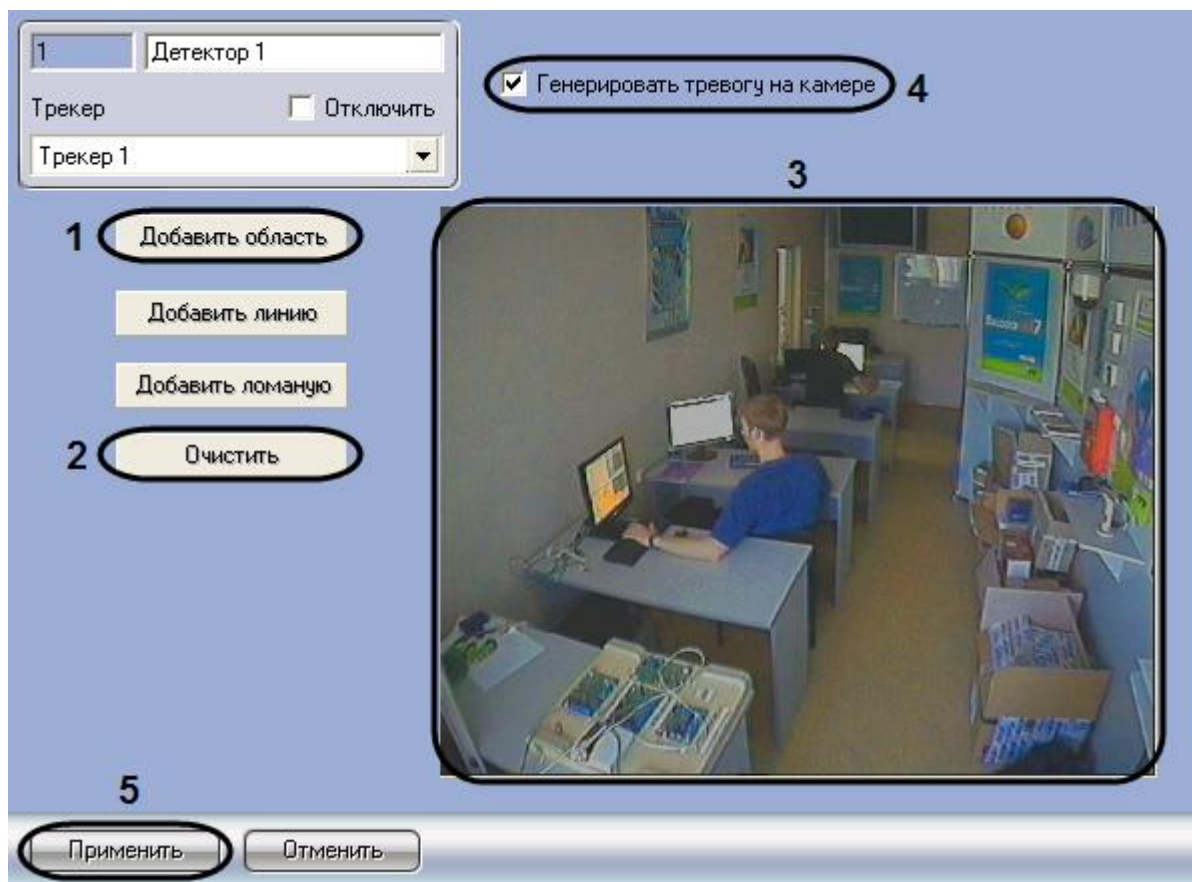 1 Детектор 1
Трекер Отключить
Трекер 1
Генерировать тревогу на камере 4
3
1 Добавить область
Добавить линию
Добавить ломаную
2 Очистить
5
Применить Отменить